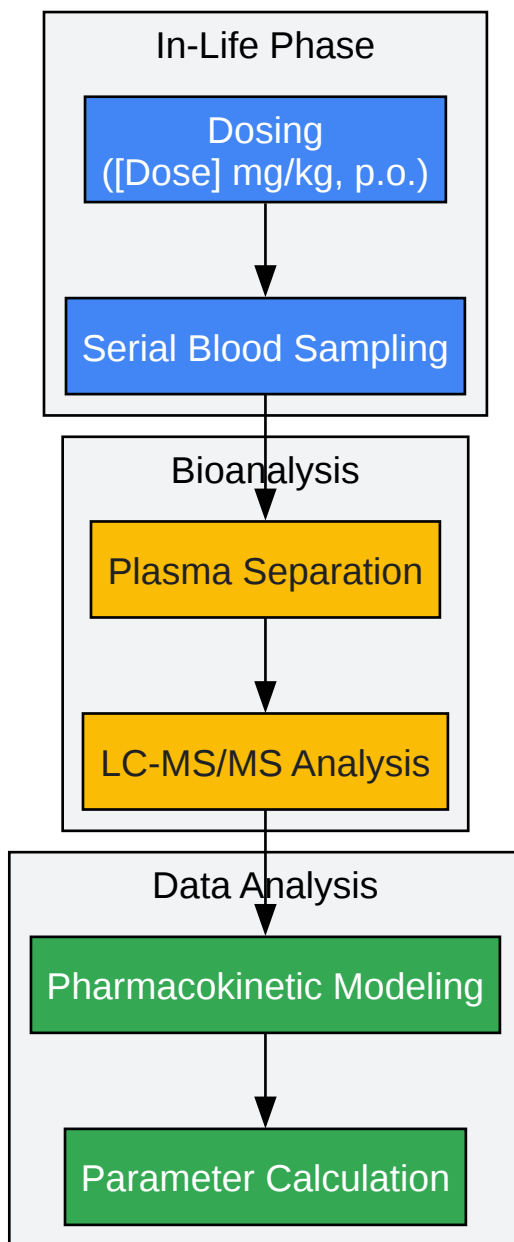 In-Life Phase
Dosing
([Dose] mg/kg, p.o.)
Serial Blood Sampling
Bioanalysis
Plasma Separation
LC-MS/MS Analysis
Data Analysis
Pharmacokinetic Modeling
Parameter Calculation